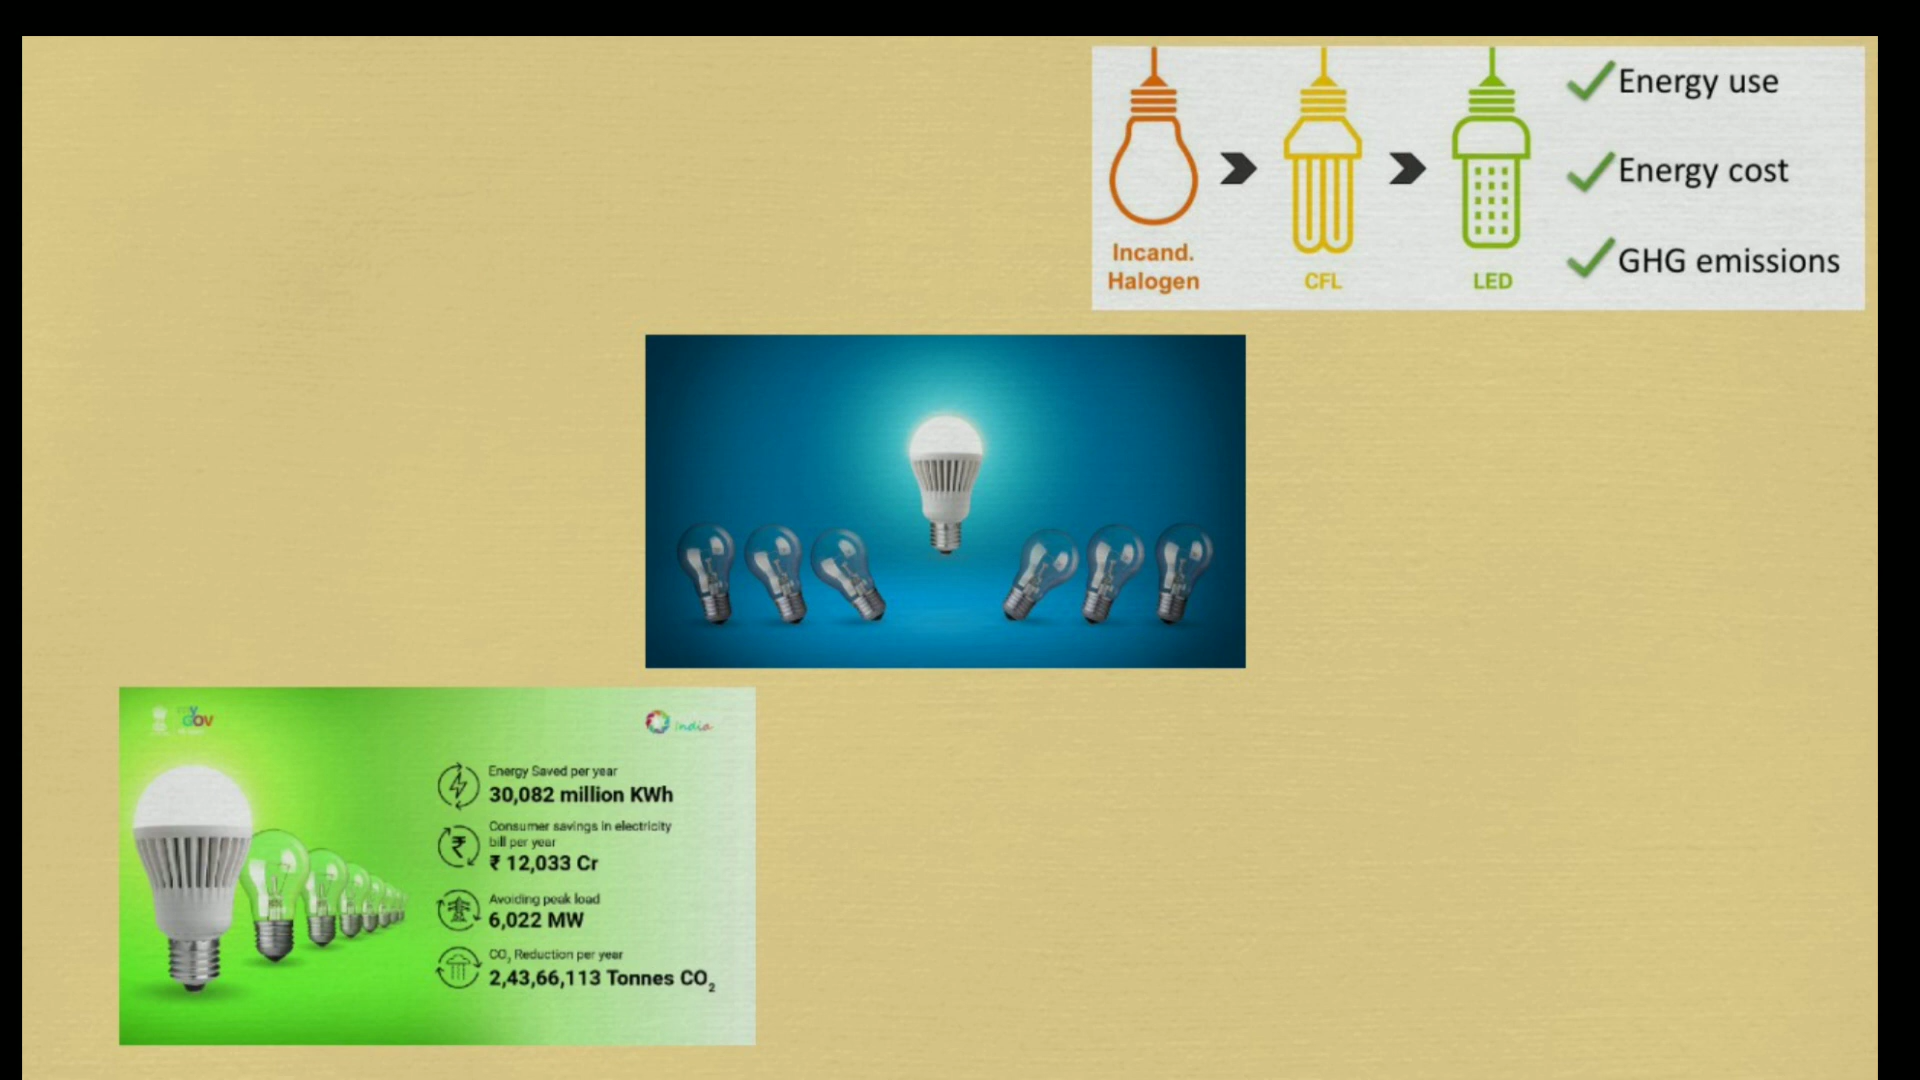 Energy use
Energy cost
GHG emissions
Incand.
Halogen
CFL
LED
GOV
India
Energy Saved per year
30,082 million KWh
Consumer savings in electricity
bill per year
₹ 12,033 Cr
Avoiding peak load
6,022 MW
CO₂ Reduction per year
2,43,66,113 Tonnes CO₂